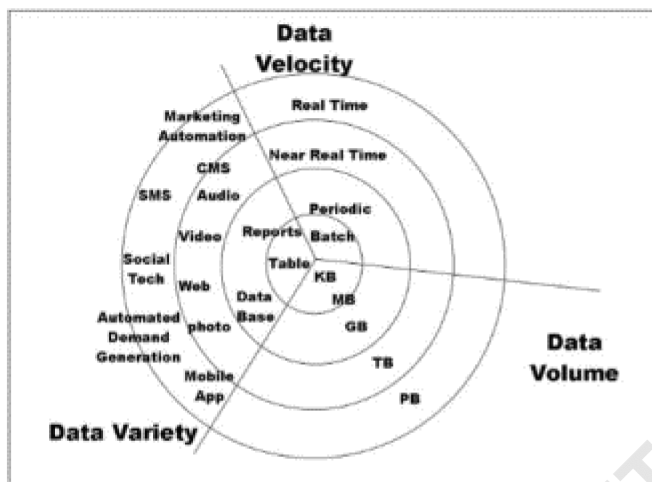 Data
Velocity
Real Time
Marketing
Automation
Near Real Time
CMS
SMS
Audio
Periodic
Reports
Batch
Video
Social
Tech
Table
KB
Web
Data
Base
MB
Automated
Demand
Generation
photo
GB
Data
Volume
TB
Mobile
App
PB
Data Variety